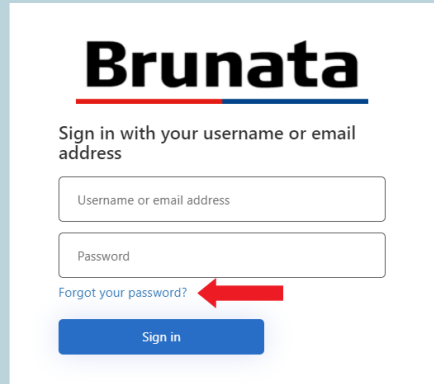 Brunata
Sign in with your username or email
address
Username or email address
Password
Forgot your password?
Sign in